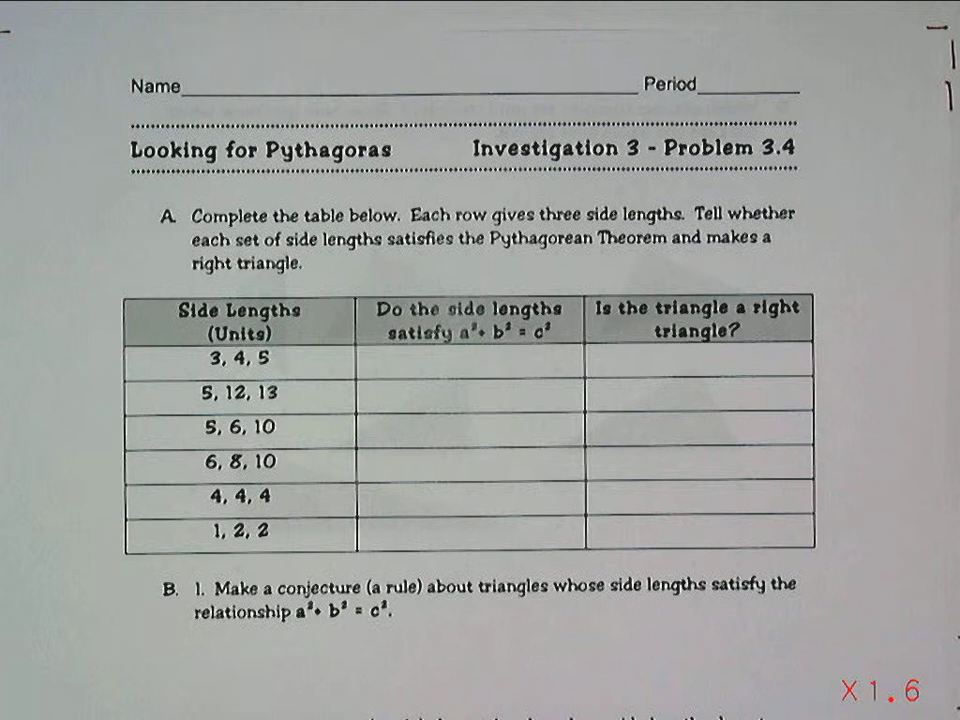 Name Period
Looking for Pythagoras Investigation 3 - Problem 3.4
A. Complete the table below. Each row gives three side lengths. Tell whether
each set of side lengths satisfies the Pythagorean Theorem and makes a
right triangle.
Side Lengths (Units) Do the side lengths satisfy a²+ b² = c² Is the triangle a right triangle?
3, 4, 5
5, 12, 13
5, 6, 10
6, 8, 10
4, 4, 4
1, 2, 2
B. 1. Make a conjecture (a rule) about triangles whose side lengths satisfy the
relationship a²+ b² = c².
X1.6